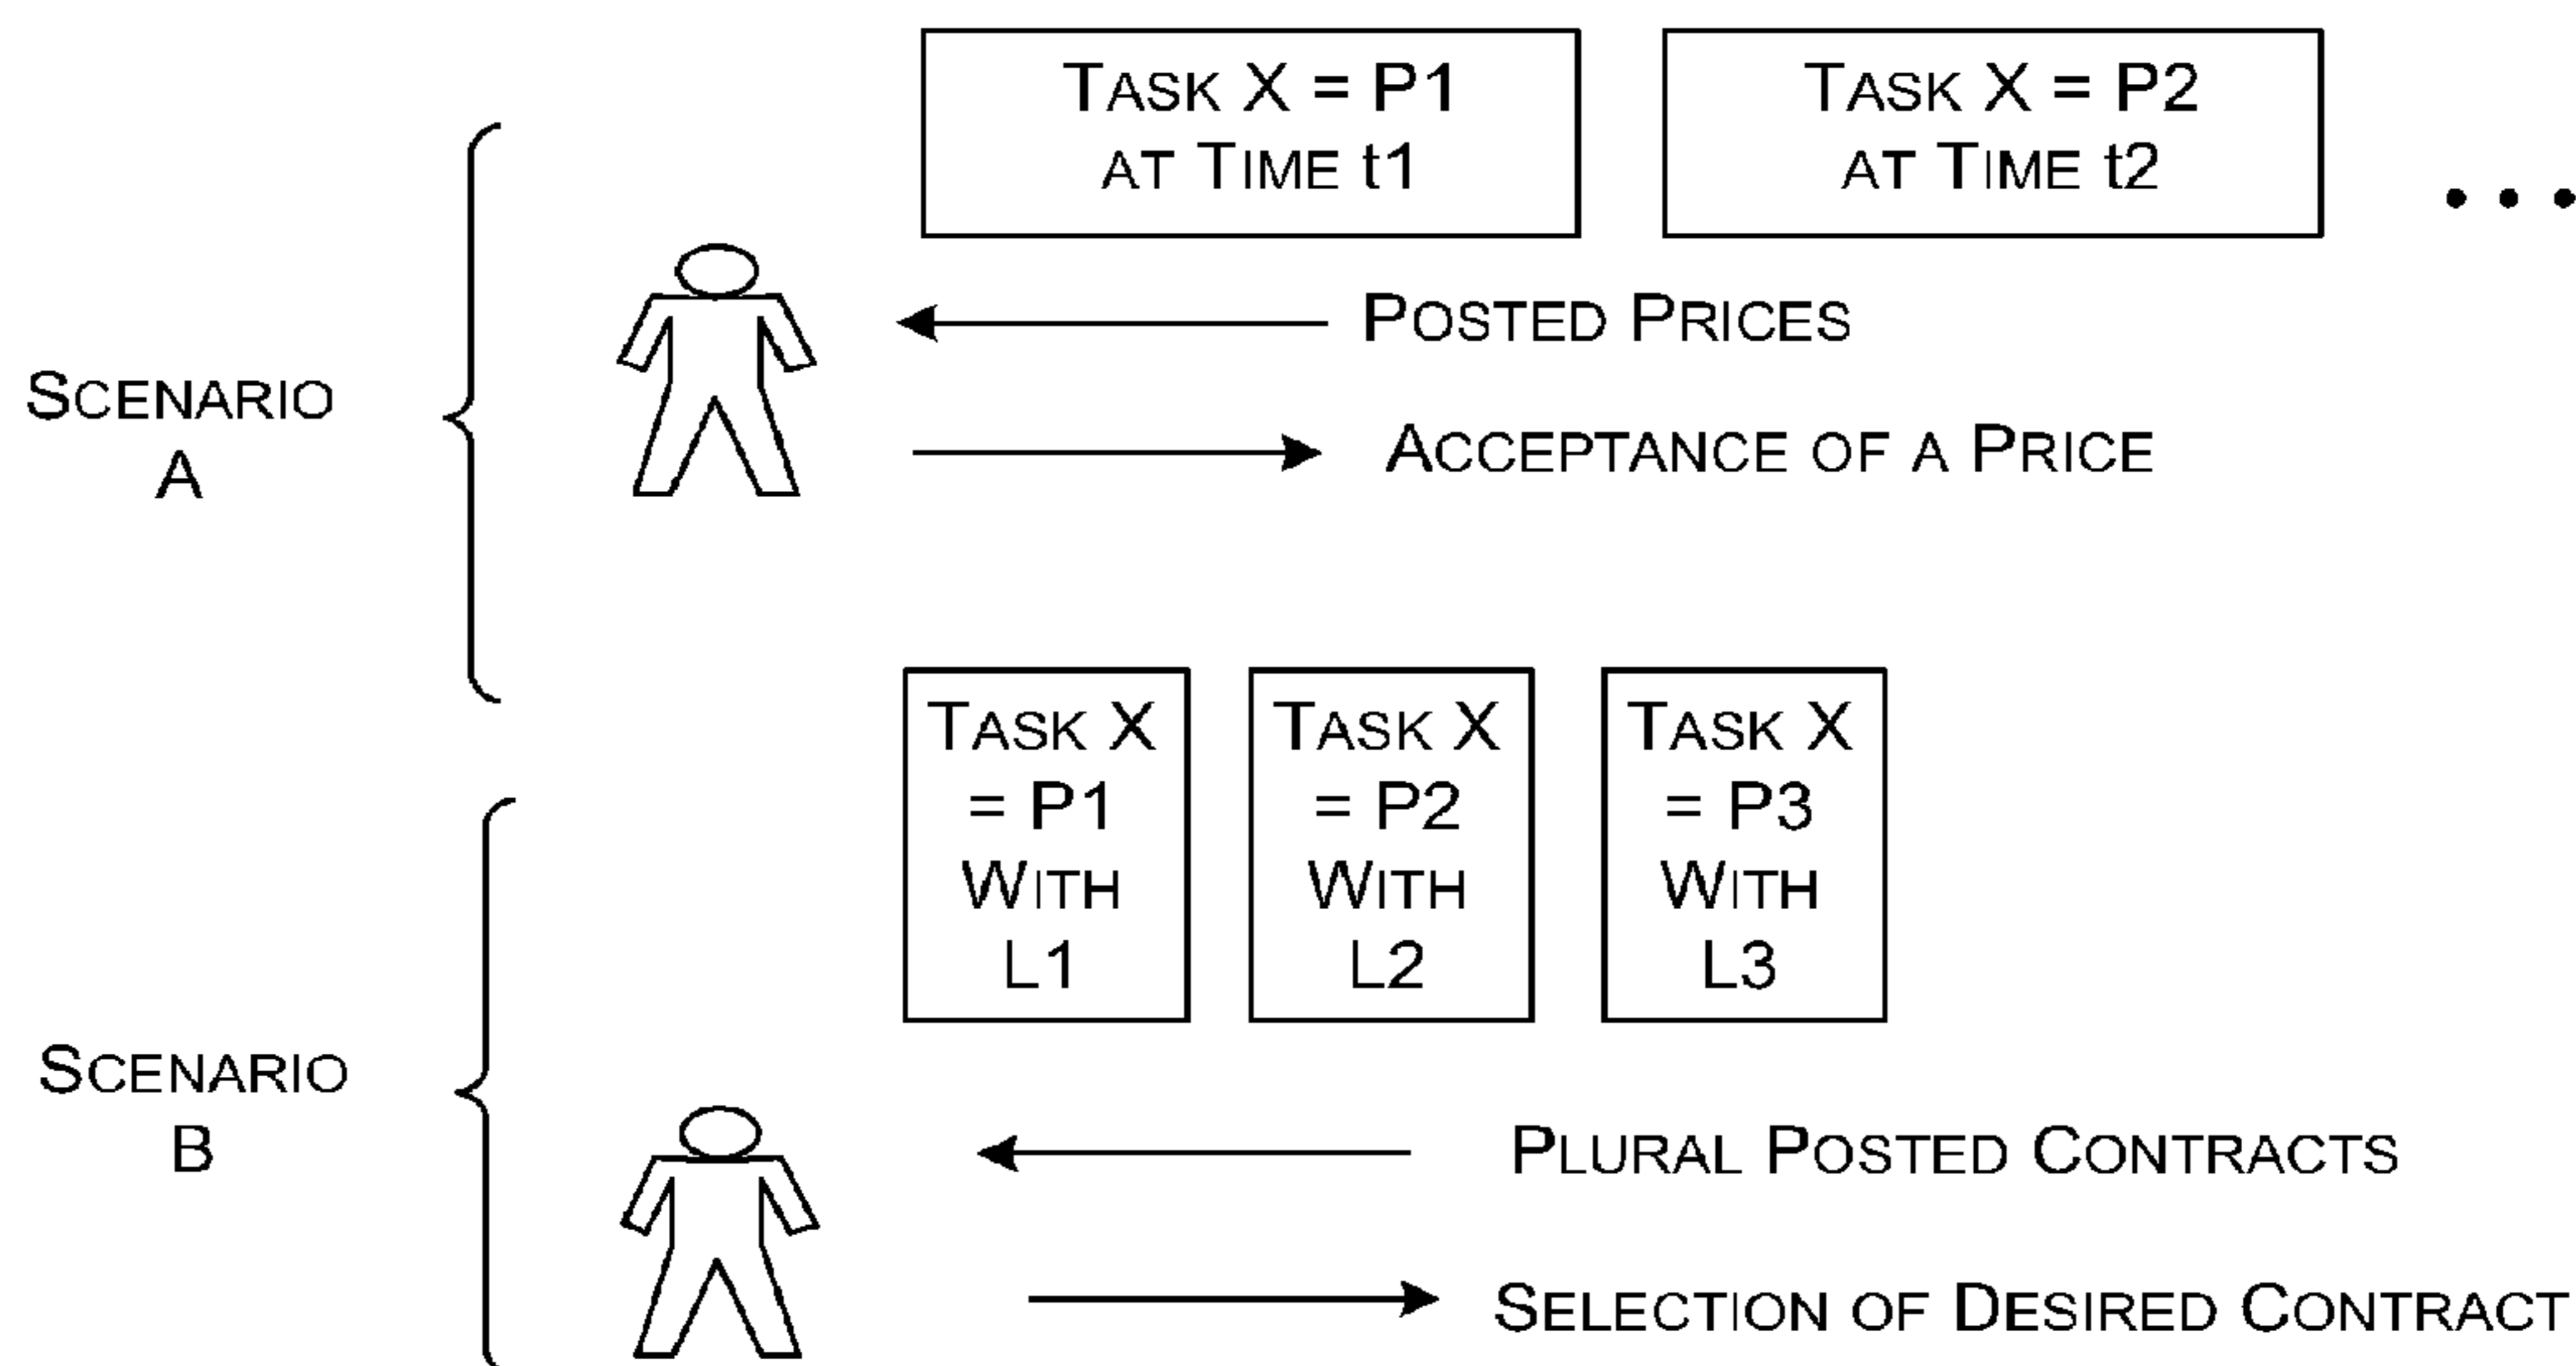 TASK X = P1
AT TIME t1
TASK X = P2
AT TIME t2
• • •
POSTED PRICES
SCENARIO
A
ACCEPTANCE OF A PRICE
TASK X
= P1
WITH
L1
TASK X
= P2
WITH
L2
TASK X
= P3
WITH
L3
SCENARIO
B
PLURAL POSTED CONTRACTS
SELECTION OF DESIRED CONTRACT